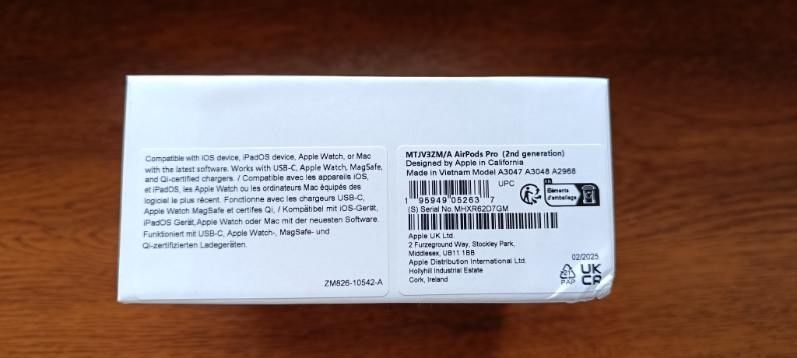 Compatible with iOS device, iPadOS device, Apple Watch, or Mac
with the latest software. Works with USB-C, Apple Watch, MagSafe,
and Qi-certified chargers. / Compatible avec les appareils iOS,
et iPadOS, les Apple Watch ou les ordinateurs Mac équipés des
logiciel le plus récent. Fonctionne avec les chargeurs USB-C,
Apple Watch MagSafe et certifes Qi, / Kompatibel mit iOS-Gerät,
iPadOS Gerät, Apple Watch oder Mac mit der neuesten Software.
Funktioniert mit USB-C, Apple Watch-, MagSafe- und
Qi-zertifizierten Ladegeräten.
ZM826-10542-A
MTJV3ZM/A AirPods Pro (2nd generation)
Designed by Apple in California
Made in Vietnam Model A3047 A3048 A2968
UPC
1 95949 05263 7
(S) Serial No. MHXR62D7GM
FR
Éléments
d'emballage
Apple UK Ltd.
2 Furzeground Way, Stockley Park,
Middlesex, UB11 1BB
Apple Distribution International Ltd.
Hollyhill Industrial Estate
Cork, Ireland
02/2025
PAP
UK
CA